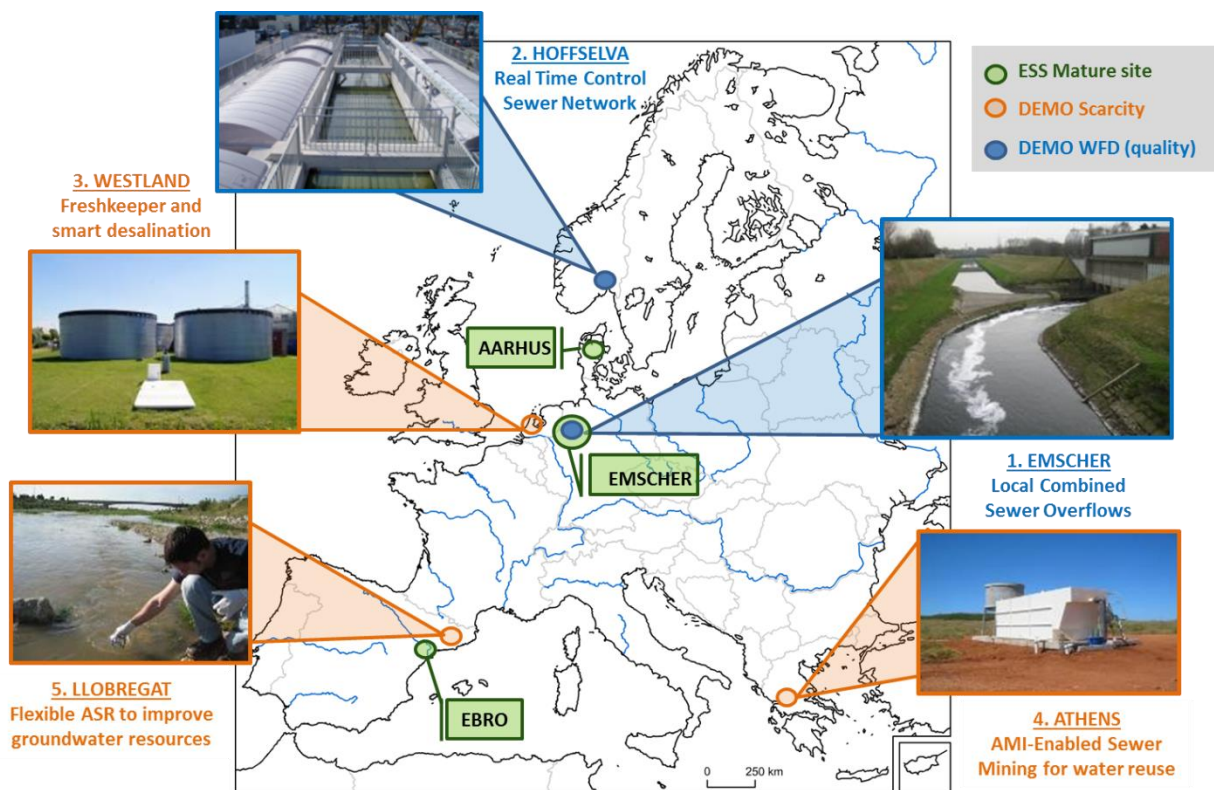 2. HOFFSELVA
Real Time Control
Sewer Network
ESS Mature site
DEMO Scarcity
DEMO WFD (quality)
3. WESTLAND
Freshkeeper and
smart desalination
AARHUS
EMSCHER
1. EMSCHER
Local Combined
Sewer Overflows
5. LLOBREGAT
Flexible ASR to improve
groundwater resources
EBRO
4. ATHENS
AMI-Enabled Sewer
Mining for water reuse
0 250 km